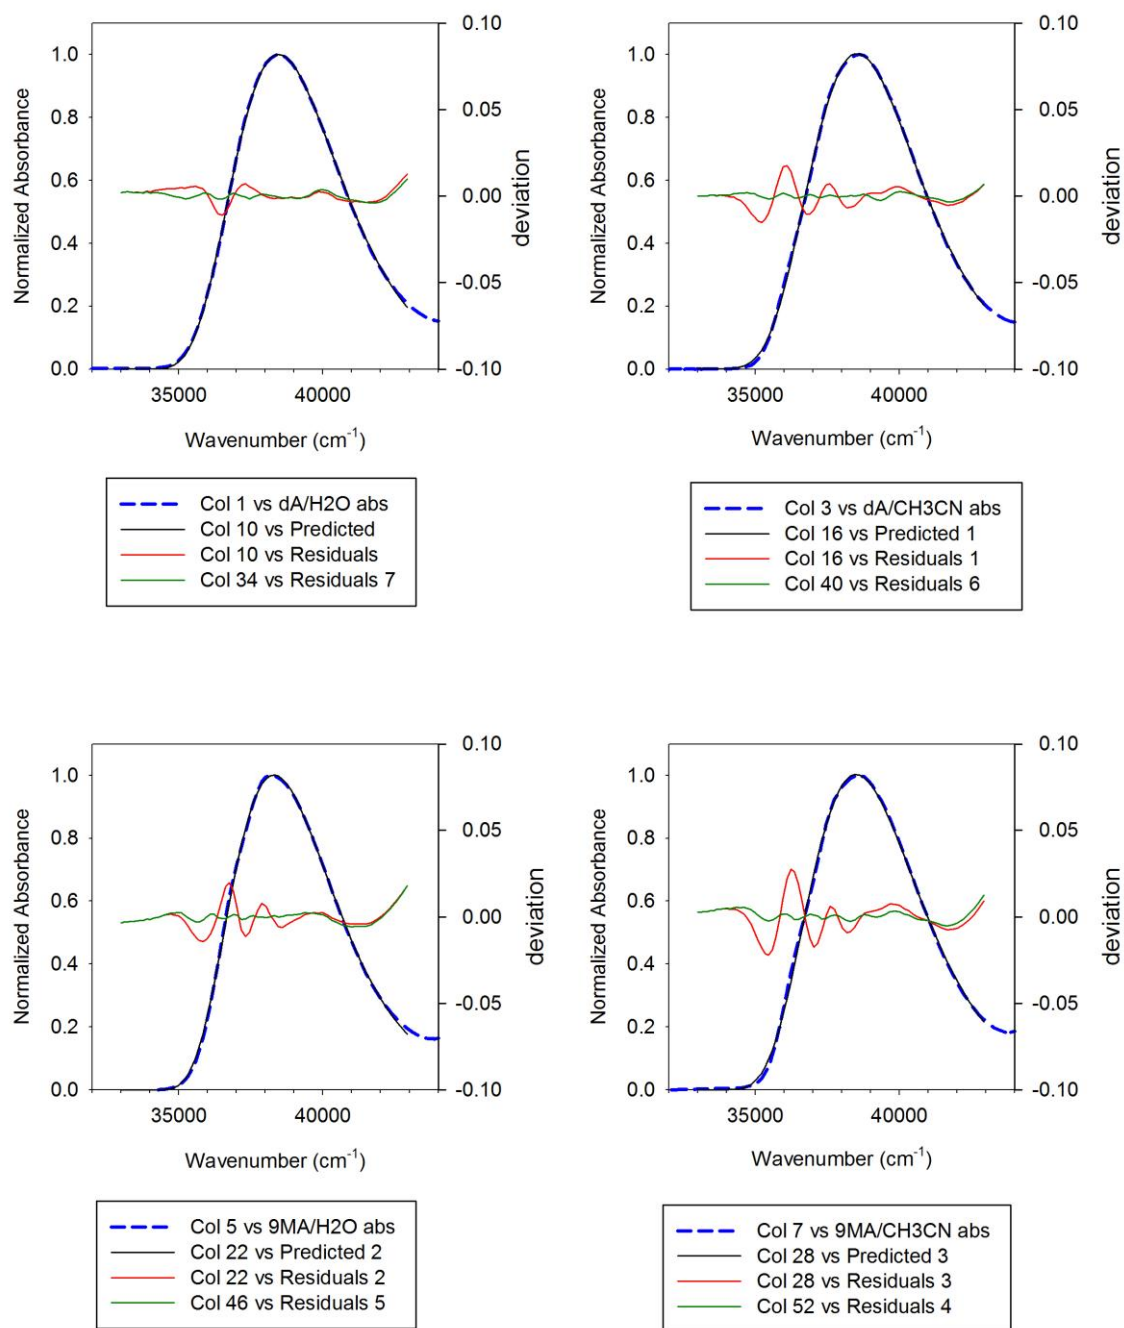 0.10
1.0
0.05
0.8
0.6
0.00
0.4
-0.05
0.2
0.0
-0.10
Normalized Absorbance
deviation
35000 40000
Wavenumber (cm-1)
Col 1 vs dA/H2O abs
Col 10 vs Predicted
Col 10 vs Residuals
Col 34 vs Residuals 7
0.10
1.0
0.05
0.8
0.6
0.00
0.4
-0.05
0.2
0.0
-0.10
Normalized Absorbance
deviation
35000 40000
Wavenumber (cm-1)
Col 3 vs dA/CH3CN abs
Col 16 vs Predicted 1
Col 16 vs Residuals 1
Col 40 vs Residuals 6
0.10
1.0
0.05
0.8
0.6
0.00
0.4
-0.05
0.2
0.0
-0.10
Normalized Absorbance
deviation
35000 40000
Wavenumber (cm-1)
Col 5 vs 9MA/H2O abs
Col 22 vs Predicted 2
Col 22 vs Residuals 2
Col 46 vs Residuals 5
0.10
1.0
0.05
0.8
0.6
0.00
0.4
-0.05
0.2
0.0
-0.10
Normalized Absorbance
deviation
35000 40000
Wavenumber (cm-1)
Col 7 vs 9MA/CH3CN abs
Col 28 vs Predicted 3
Col 28 vs Residuals 3
Col 52 vs Residuals 4